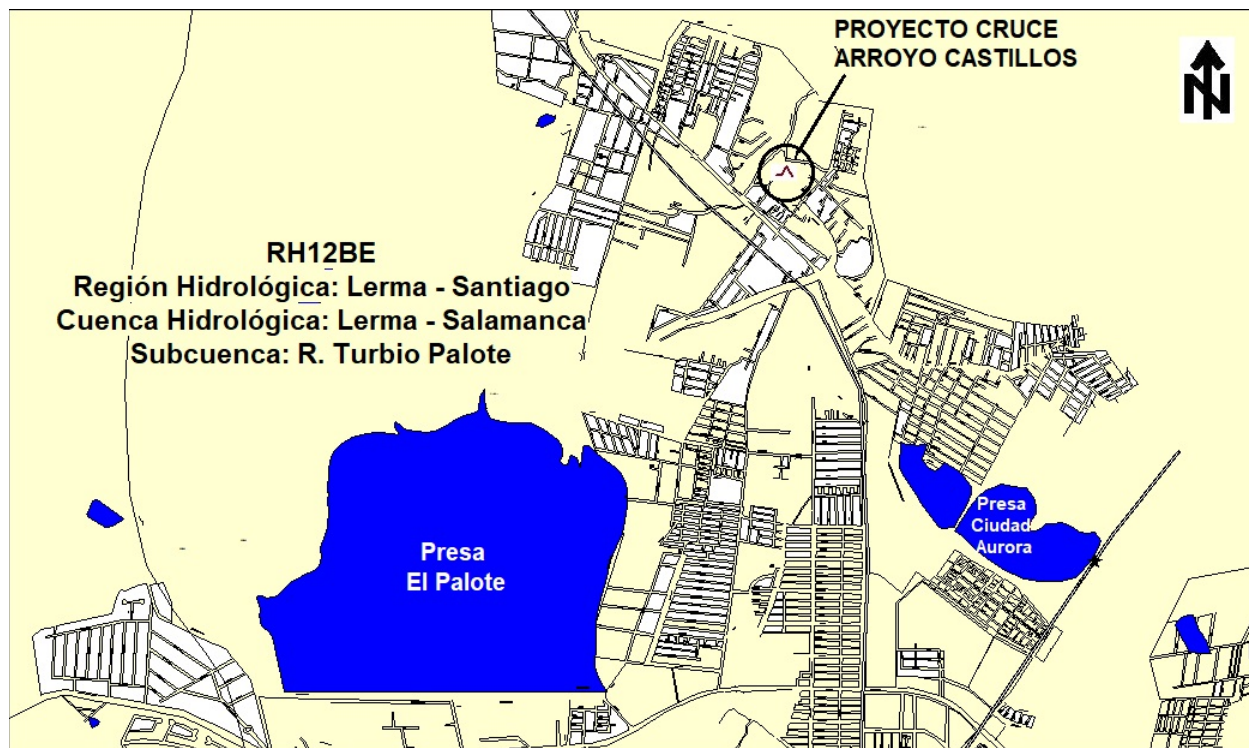 PROYECTO CRUCE
ARROYO CASTILLOS
N
RH12BE
Región Hidrológica: Lerma - Santiago
Cuenca Hidrológica: Lerma - Salamanca
Subcuenca: R. Turbio Palote
Presa
Ciudad
Aurora
Presa
El Palote